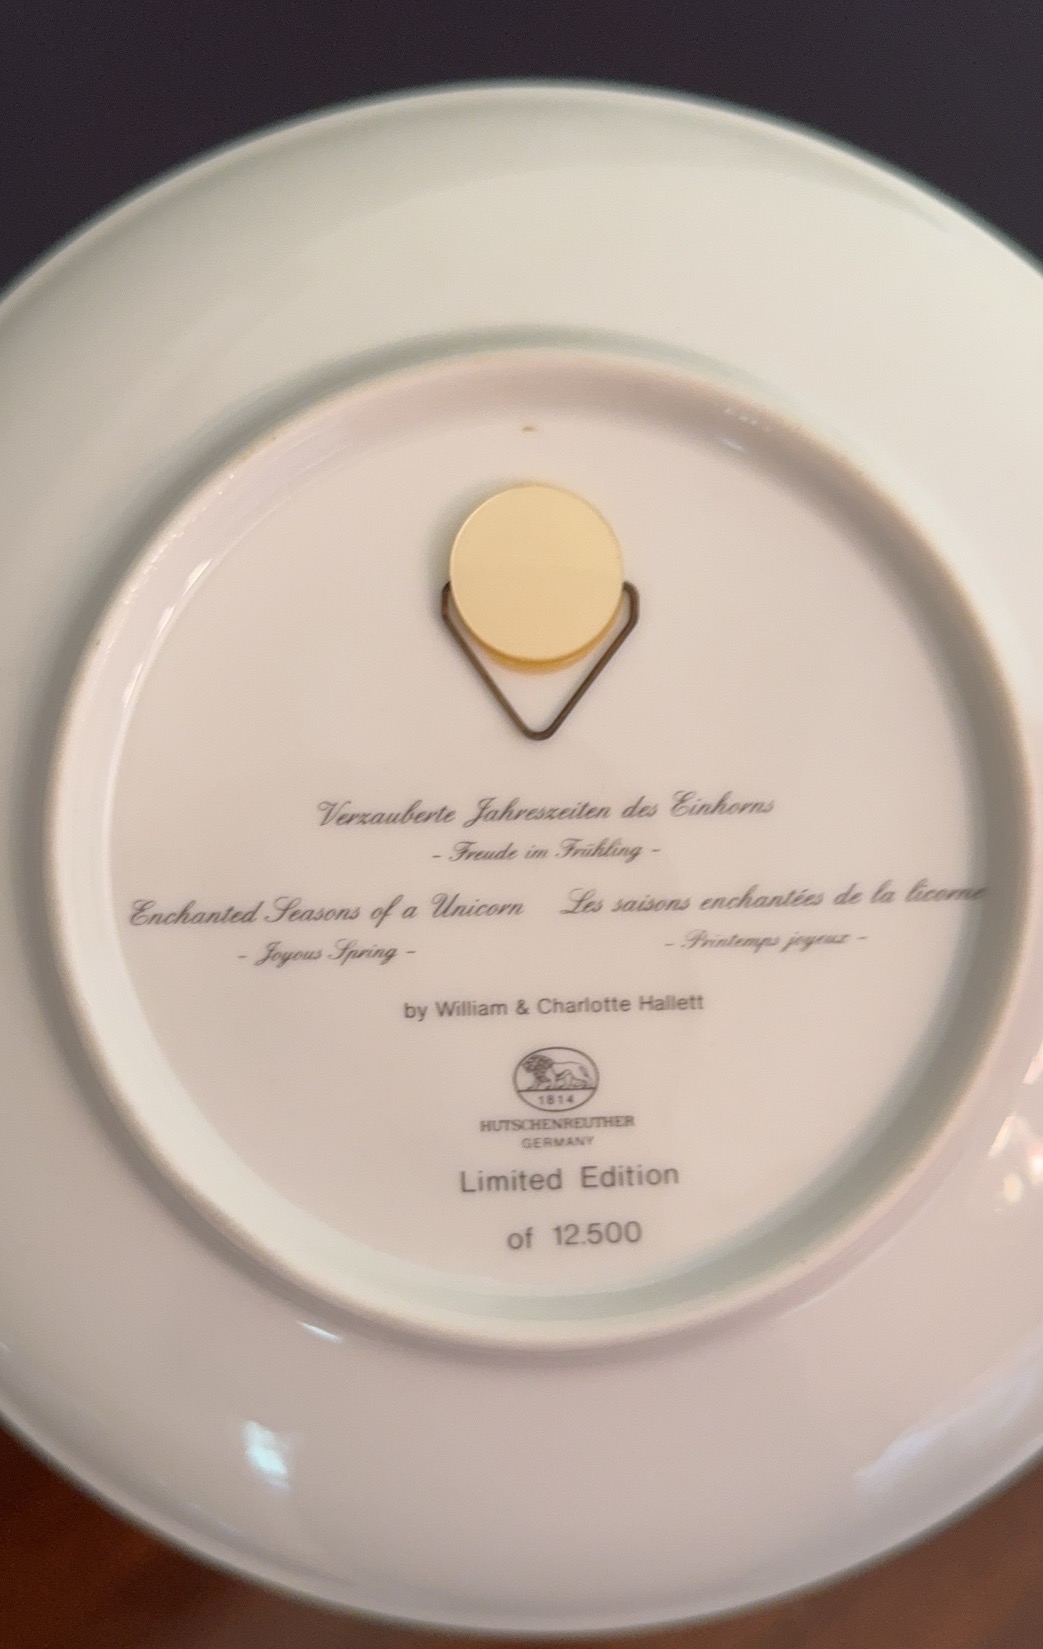 Verzauberte Jahreszeiten des Einhorns
- Freude im Frühling -
Enchanted Seasons of a Unicorn
- Joyous Spring -
Les saisons enchantées de la licorne
- Printemps joyeux -
by William & Charlotte Hallett
1814
HUTSCHENREUTHER
GERMANY
Limited Edition
of 12.500